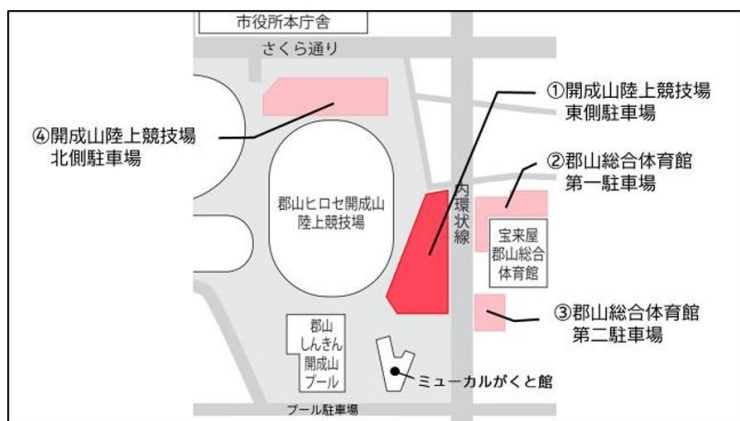 市役所本庁舎
さくら通り
①開成山陸上競技場
東側駐車場
④開成山陸上競技場
北側駐車場
②郡山総合体育館
第一駐車場
郡山ヒロセ開成山
陸上競技場
内環状線
宝来屋
郡山総合
体育館
③郡山総合体育館
第二駐車場
郡山
しんきん
開成山
プール
ミューカルがくと館
プール駐車場